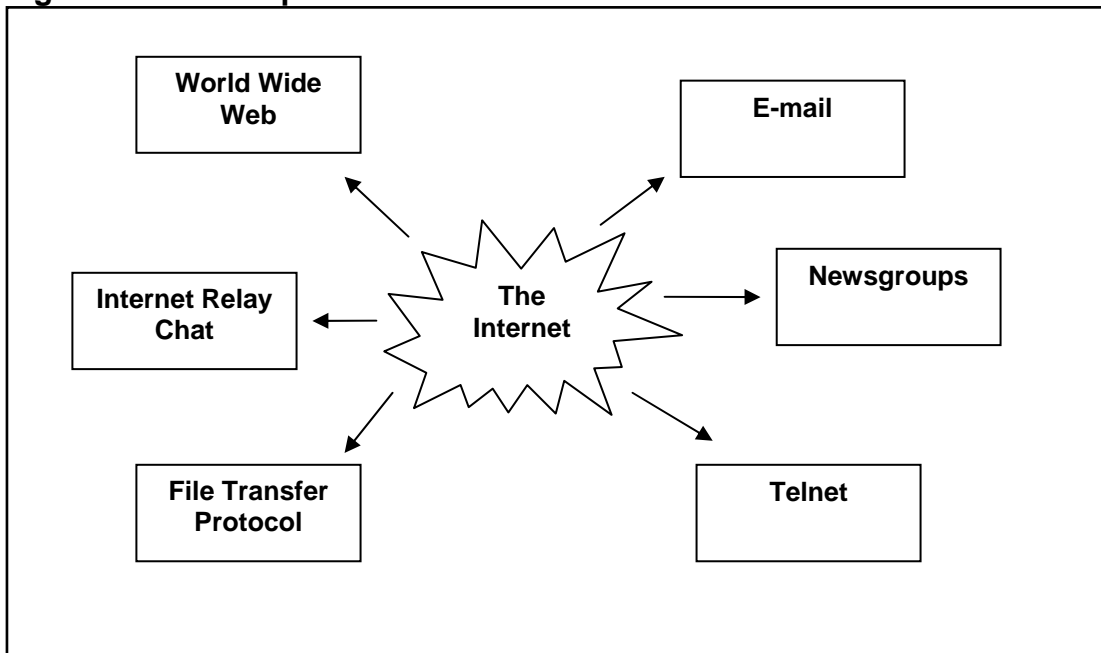 World Wide
Web
E-mail
The
Internet
Newsgroups
Internet Relay
Chat
File Transfer
Protocol
Telnet